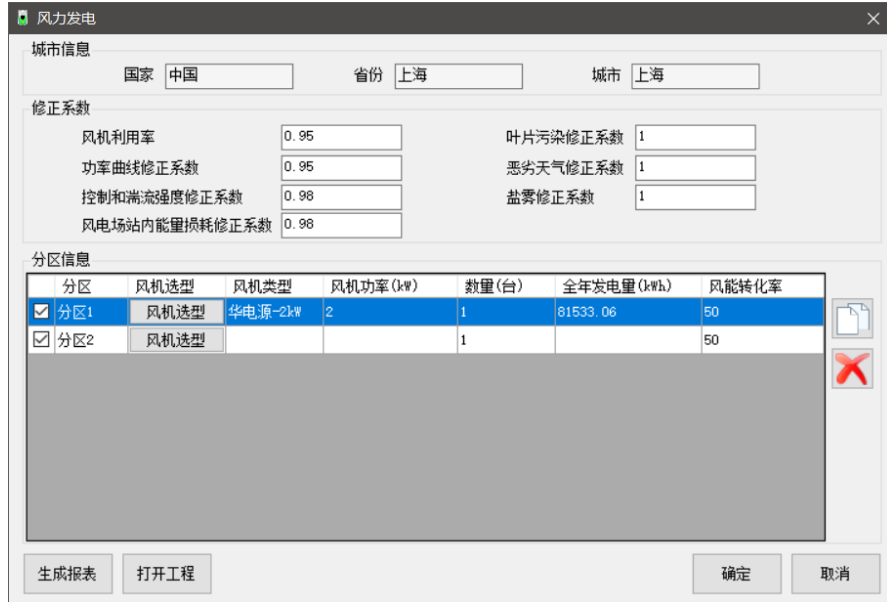 风力发电
城市信息
国家 中国 省份 上海 城市 上海
修正系数
风机利用率 0.95 叶片污染修正系数 1
功率曲线修正系数 0.95 恶劣天气修正系数 1
控制和湍流强度修正系数 0.98 盐雾修正系数 1
风电场站内能量损耗修正系数 0.98
分区信息
分区 风机选型 风机类型 风机功率(kW) 数量(台) 全年发电量(kWh) 风能转化率
分区1 风机选型 华电源-2kW 2 1 81533.06 50
分区2 风机选型 1 50
生成报表 打开工程 确定 取消